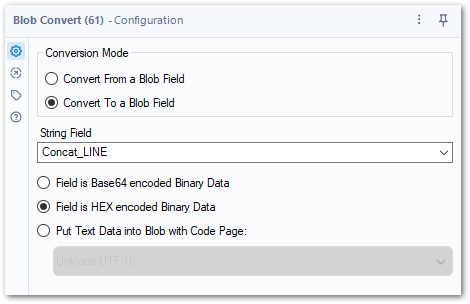 Blob Convert (61) - Configuration
Conversion Mode
Convert From a Blob Field
Convert To a Blob Field
String Field
Concat_LINE
Field is Base64 encoded Binary Data
Field is HEX encoded Binary Data
Put Text Data into Blob with Code Page:
Unicode UTF-16